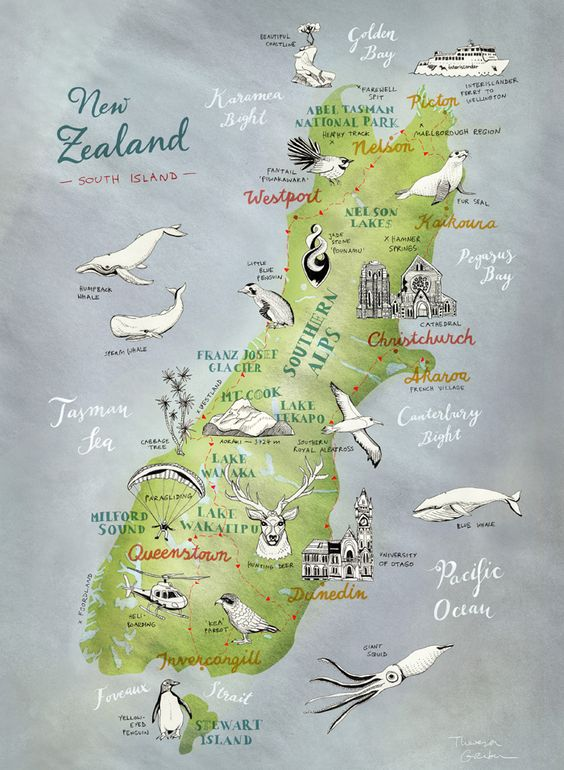 New
Zealand
SOUTH ISLAND
BEAUTIFUL
COASTLINE
Golden
Bay
interislander
INTERISLANDER
FERRY TO
WELLINGTON
Karamea
Bight
x FAREWELL
SPIT
ABEL TASMAN
NATIONAL PARK
Picton
HEAPHY TRACK
x
x
MARLBOROUGH REGION
Nelson
FANTAIL
'PIWAKAWAKA'
Westport
FUR SEAL
NELSON
LAKES
Kaikoura
JADE
STONE
'POUNAMU'
x HANMER
SPRINGS
Pegasus
Bay
HUMPBACK
WHALE
LITTLE
BLUE
PENGUIN
SOUTHERN
ALPS
CATHEDRAL
Christchurch
SPERM WHALE
FRANZ JOSEF
GLACIER
Akaroa
FRENCH VILLAGE
x WESTLAND
MT. COOK
LAKE
TEKAPO
Tasman
Sea
Canterbury
Bight
CABBAGE
TREE
AORAKI - 3724 m
SOUTHERN
ROYAL ALBATROSS
LAKE
WANAKA
PARAGLIDING
MILFORD
SOUND
LAKE
WAKATIPU
BLUE WHALE
Queenstown
HUNTING DEER
UNIVERSITY
OF OTAGO
Pacific
Ocean
x FJORDLAND
Dunedin
HELI-
BOARDING
'KEA'
PARROT
Invercargill
GIANT
SQUID
Foveaux
Strait
YELLOW-
EYED
PENGUIN
STEWART
ISLAND